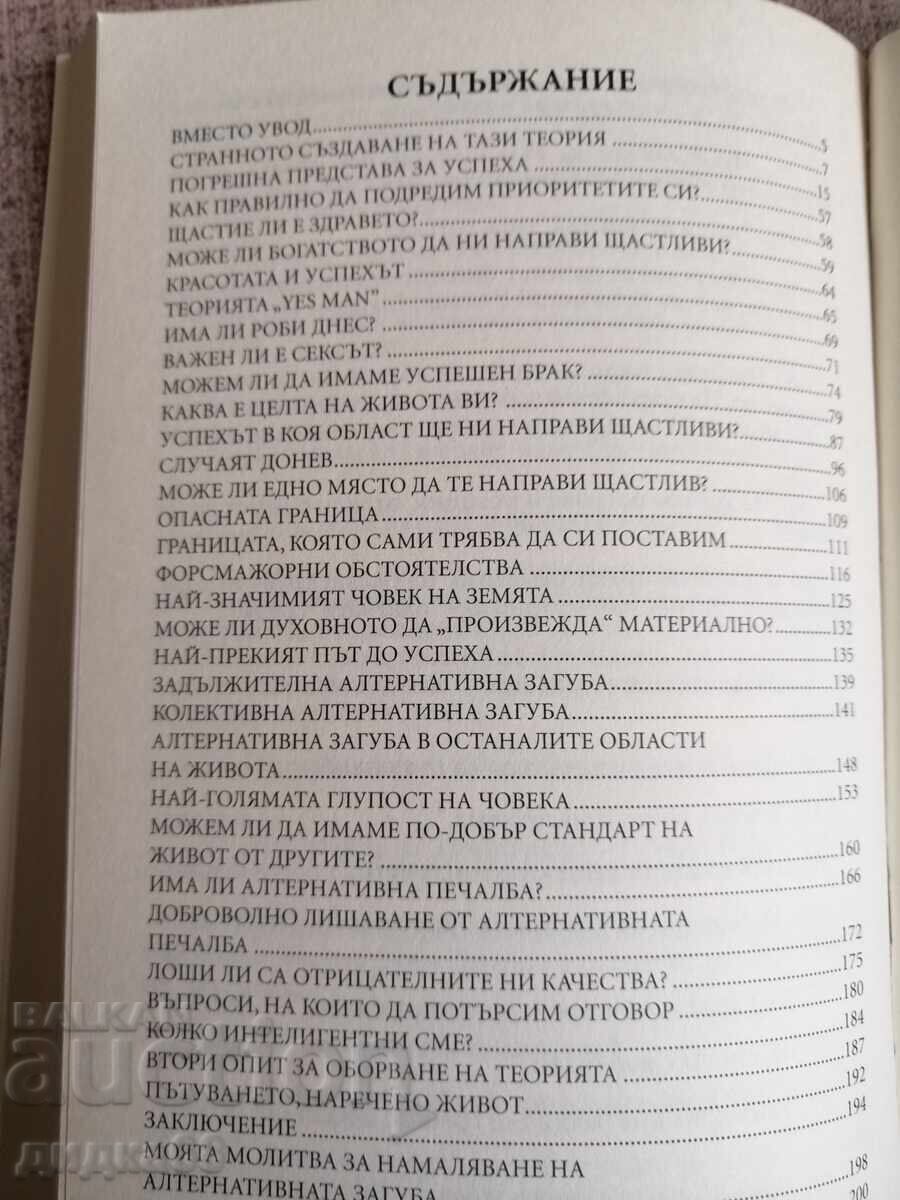 СЪДЪРЖАНИЕ
ВМЕСТО УВОД 5
СТРАННОТО СЪЗДАВАНЕ НА ТАЗИ ТЕОРИЯ 7
ПОГРЕШНА ПРЕДСТАВА ЗА УСПЕХА 15
КАК ПРАВИЛНО ДА ПОДРЕДИМ ПРИОРИТЕТИТЕ СИ? 57
ЩАСТИЕ ЛИ Е ЗДРАВЕТО? 58
МОЖЕ ЛИ БОГАТСТВОТО ДА НИ НАПРАВИ ЩАСТЛИВИ? 59
КРАСОТАТА И УСПЕХЪТ 64
ТЕОРИЯТА „YES MAN” 65
ИМА ЛИ РОБИ ДНЕС? 69
ВАЖЕН ЛИ Е СЕКСЪТ? 71
МОЖЕМ ЛИ ДА ИМАМЕ УСПЕШЕН БРАК? 74
КАКВА Е ЦЕЛТА НА ЖИВОТА ВИ? 79
УСПЕХЪТ В КОЯ ОБЛАСТ ЩЕ НИ НАПРАВИ ЩАСТЛИВИ? 87
СЛУЧАЯТ ДОНЕВ 96
МОЖЕ ЛИ ЕДНО МЯСТО ДА ТЕ НАПРАВИ ЩАСТЛИВ? 106
ОПАСНАТА ГРАНИЦА 109
ГРАНИЦАТА, КОЯТО САМИ ТРЯБВА ДА СИ ПОСТАВИМ 111
ФОРСМАЖОРНИ ОБСТОЯТЕЛСТВА 116
НАЙ-ЗНАЧИМИЯТ ЧОВЕК НА ЗЕМЯТА 125
МОЖЕ ЛИ ДУХОВНОТО ДА „ПРОИЗВЕЖДА“ МАТЕРИАЛНО? 132
НАЙ-ПРЕКИЯТ ПЪТ ДО УСПЕХА 135
ЗАДЪЛЖИТЕЛНА АЛТЕРНАТИВНА ЗАГУБА 139
КОЛЕКТИВНА АЛТЕРНАТИВНА ЗАГУБА 141
АЛТЕРНАТИВНА ЗАГУБА В ОСТАНАЛИТЕ ОБЛАСТИ
НА ЖИВОТА 148
НАЙ-ГОЛЯМАТА ГЛУПОСТ НА ЧОВЕКА 153
МОЖЕМ ЛИ ДА ИМАМЕ ПО-ДОБЪР СТАНДАРТ НА
ЖИВОТ ОТ ДРУГИТЕ? 160
ИМА ЛИ АЛТЕРНАТИВНА ПЕЧАЛБА? 166
ДОБРОВОЛНО ЛИШАВАНЕ ОТ АЛТЕРНАТИВНАТА
ПЕЧАЛБА 172
ЛОШИ ЛИ СА ОТРИЦАТЕЛНИТЕ НИ КАЧЕСТВА? 175
ВЪПРОСИ, НА КОИТО ДА ПОТЪРСИМ ОТГОВОР 180
КОЛКО ИНТЕЛИГЕНТНИ СМЕ? 184
ВТОРИ ОПИТ ЗА ОБОРВАНЕ НА ТЕОРИЯТА 187
ПЪТУВАНЕТО, НАРЕЧЕНО ЖИВОТ 192
ЗАКЛЮЧЕНИЕ 194
МОЯТА МОЛИТВА ЗА НАМАЛЯВАНЕ НА
АЛТЕРНАТИВНАТА ЗАГУБА 198
200